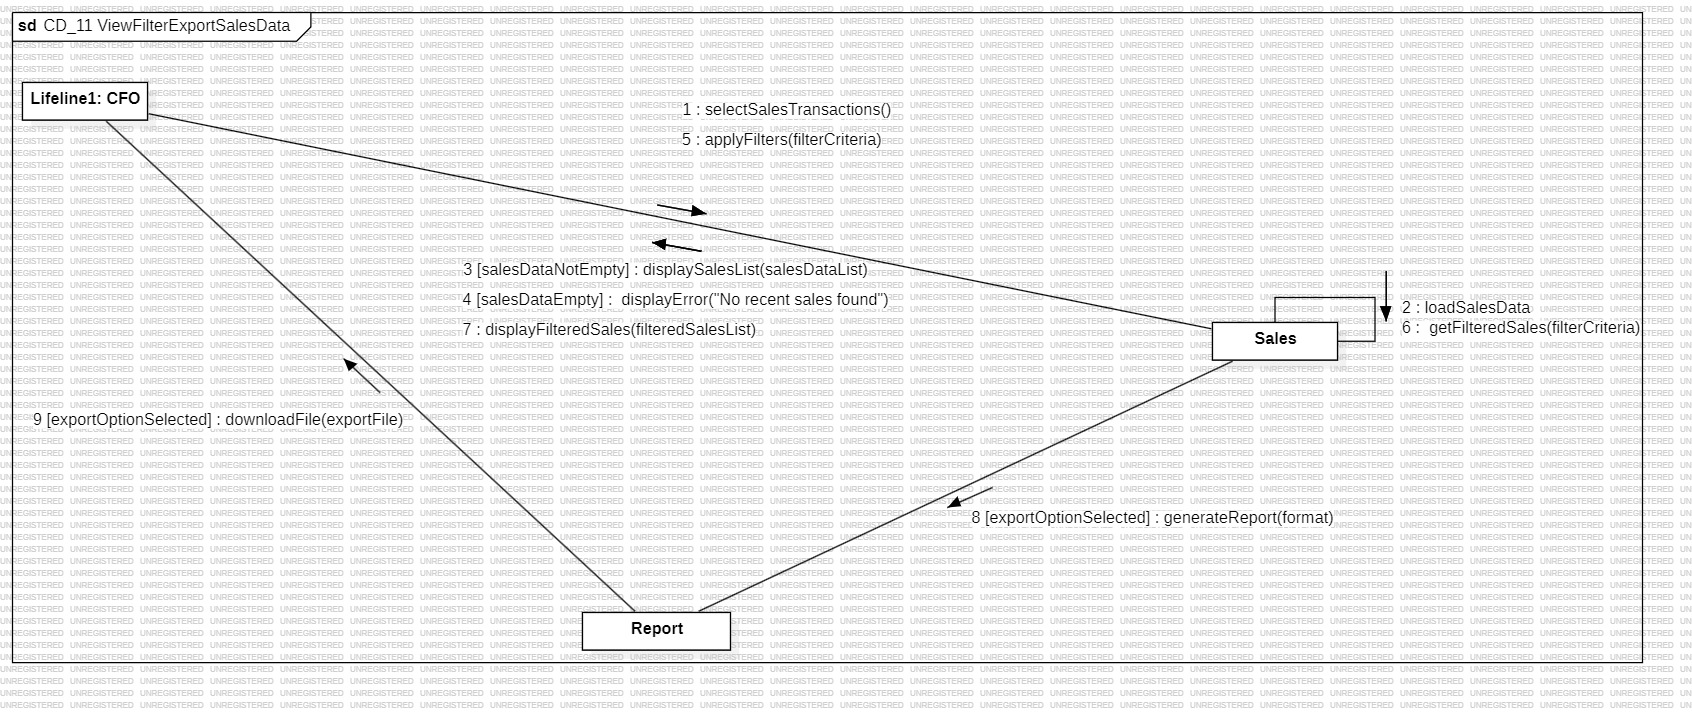 sd CD_11 ViewFilterExportSalesData
Lifeline1: CFO
1 : selectSalesTransactions()
5 : applyFilters(filterCriteria)
3 [salesDataNotEmpty] : displaySalesList(salesDataList)
4 [salesDataEmpty] : displayError("No recent sales found")
7 : displayFilteredSales(filteredSalesList)
2 : loadSalesData
6 : getFilteredSales(filterCriteria)
Sales
9 [exportOptionSelected] : downloadFile(exportFile)
8 [exportOptionSelected] : generateReport(format)
Report
UNREGISTERED